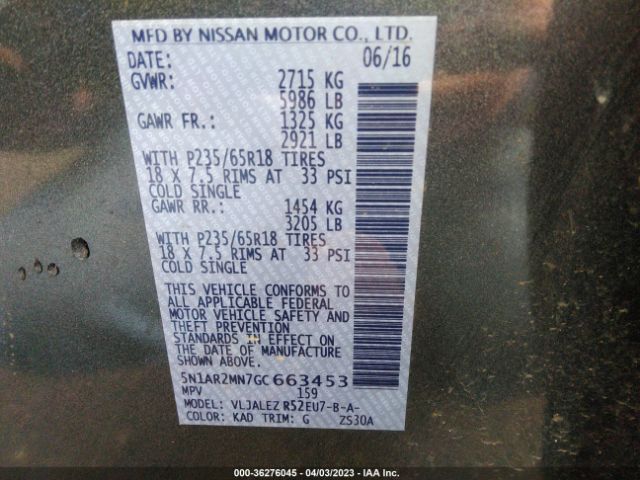 MFD BY NISSAN MOTOR CO., LTD.
DATE: 06/16
GVWR: 2715 KG
5986 LB
GAWR FR.: 1325 KG
2921 LB
WITH P235/65R18 TIRES
18 X 7.5 RIMS AT 33 PSI
COLD SINGLE
GAWR RR.: 1454 KG
3205 LB
WITH P235/65R18 TIRES
18 X 7.5 RIMS AT 33 PSI
COLD SINGLE
THIS VEHICLE CONFORMS TO
ALL APPLICABLE FEDERAL
MOTOR VEHICLE SAFETY AND
THEFT PREVENTION
STANDARDS IN EFFECT ON
THE DATE OF MANUFACTURE
SHOWN ABOVE.
5N1AR2MN7GC663453
MPV 159
MODEL: VLJALEZ R52EU7-B-A-
COLOR: KAD TRIM: G ZS30A
000-36276045 - 04/03/2023 - IAA Inc.